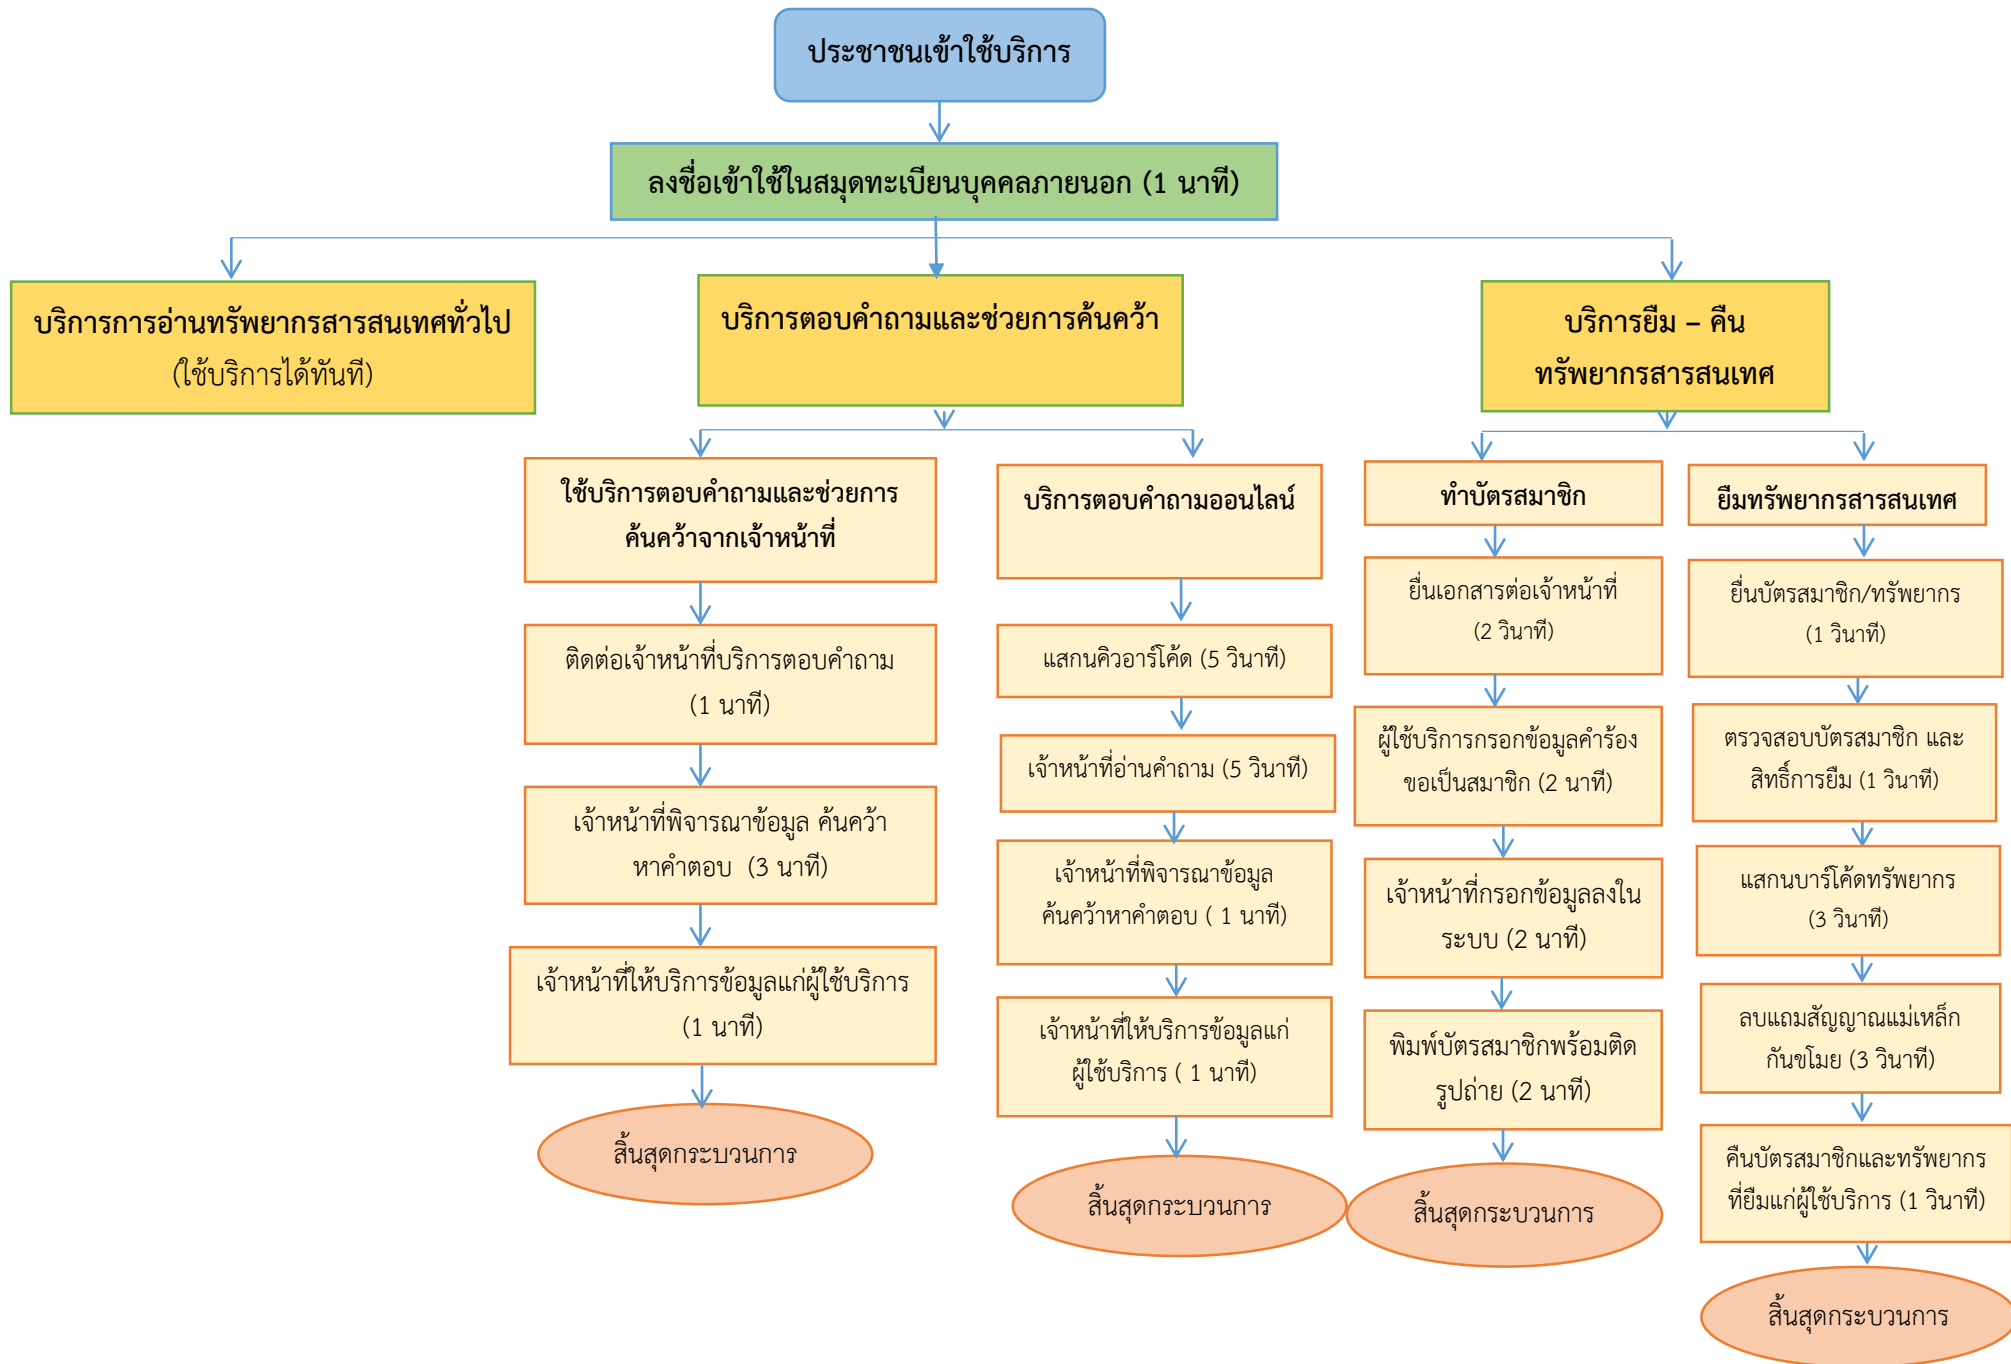 ประชาชนเข้าใช้บริการ
ลงชื่อเข้าใช้ในสมุดทะเบียนบุคคลภายนอก (1 นาที)
บริการการอ่านทรัพยากรสารสนเทศทั่วไป
(ใช้บริการได้ทันที)
บริการตอบคำถามและช่วยการค้นคว้า
บริการยืม – คืน
ทรัพยากรสารสนเทศ
ใช้บริการตอบคำถามและช่วยการ
ค้นคว้าจากเจ้าหน้าที่
ติดต่อเจ้าหน้าที่บริการตอบคำถาม
(1 นาที)
เจ้าหน้าที่พิจารณาข้อมูล ค้นคว้า
หาคำตอบ (3 นาที)
เจ้าหน้าที่ให้บริการข้อมูลแก่ผู้ใช้บริการ
(1 นาที)
สิ้นสุดกระบวนการ
บริการตอบคำถามออนไลน์
แสกนคิวอาร์โค้ด (5 วินาที)
เจ้าหน้าที่อ่านคำถาม (5 วินาที)
เจ้าหน้าที่พิจารณาข้อมูล
ค้นคว้าหาคำตอบ ( 1 นาที)
เจ้าหน้าที่ให้บริการข้อมูลแก่
ผู้ใช้บริการ ( 1 นาที)
สิ้นสุดกระบวนการ
ทำบัตรสมาชิก
ยื่นเอกสารต่อเจ้าหน้าที่
(2 วินาที)
ผู้ใช้บริการกรอกข้อมูลคำร้อง
ขอเป็นสมาชิก (2 นาที)
เจ้าหน้าที่กรอกข้อมูลลงใน
ระบบ (2 นาที)
พิมพ์บัตรสมาชิกพร้อมติด
รูปถ่าย (2 นาที)
สิ้นสุดกระบวนการ
ยืมทรัพยากรสารสนเทศ
ยื่นบัตรสมาชิก/ทรัพยากร
(1 วินาที)
ตรวจสอบบัตรสมาชิก และ
สิทธิ์การยืม (1 วินาที)
แสกนบาร์โค้ดทรัพยากร
(3 วินาที)
ลบแถมสัญญาณแม่เหล็ก
กันขโมย (3 วินาที)
คืนบัตรสมาชิกและทรัพยากร
ที่ยืมแก่ผู้ใช้บริการ (1 วินาที)
สิ้นสุดกระบวนการ